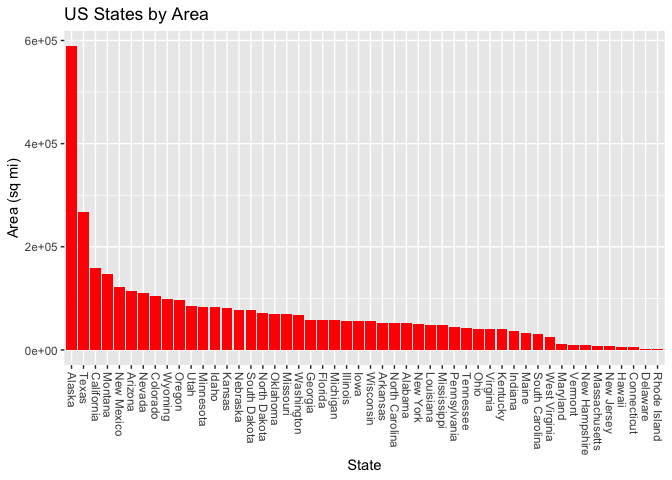 US States by Area
Area (sq mi)
6e+05
4e+05
2e+05
0e+00
Alaska
Texas
California
Montana
New Mexico
Arizona
Nevada
Colorado
Wyoming
Oregon
Utah
Minnesota
Idaho
Kansas
Nebraska
South Dakota
North Dakota
Oklahoma
Missouri
Washington
Georgia
Florida
Michigan
Illinois
Iowa
Wisconsin
Arkansas
North Carolina
Alabama
New York
Louisiana
Mississippi
Pennsylvania
Tennessee
Ohio
Virginia
Kentucky
Indiana
Maine
South Carolina
West Virginia
Maryland
Vermont
New Hampshire
Massachusetts
New Jersey
Hawaii
Connecticut
Delaware
Rhode Island
State